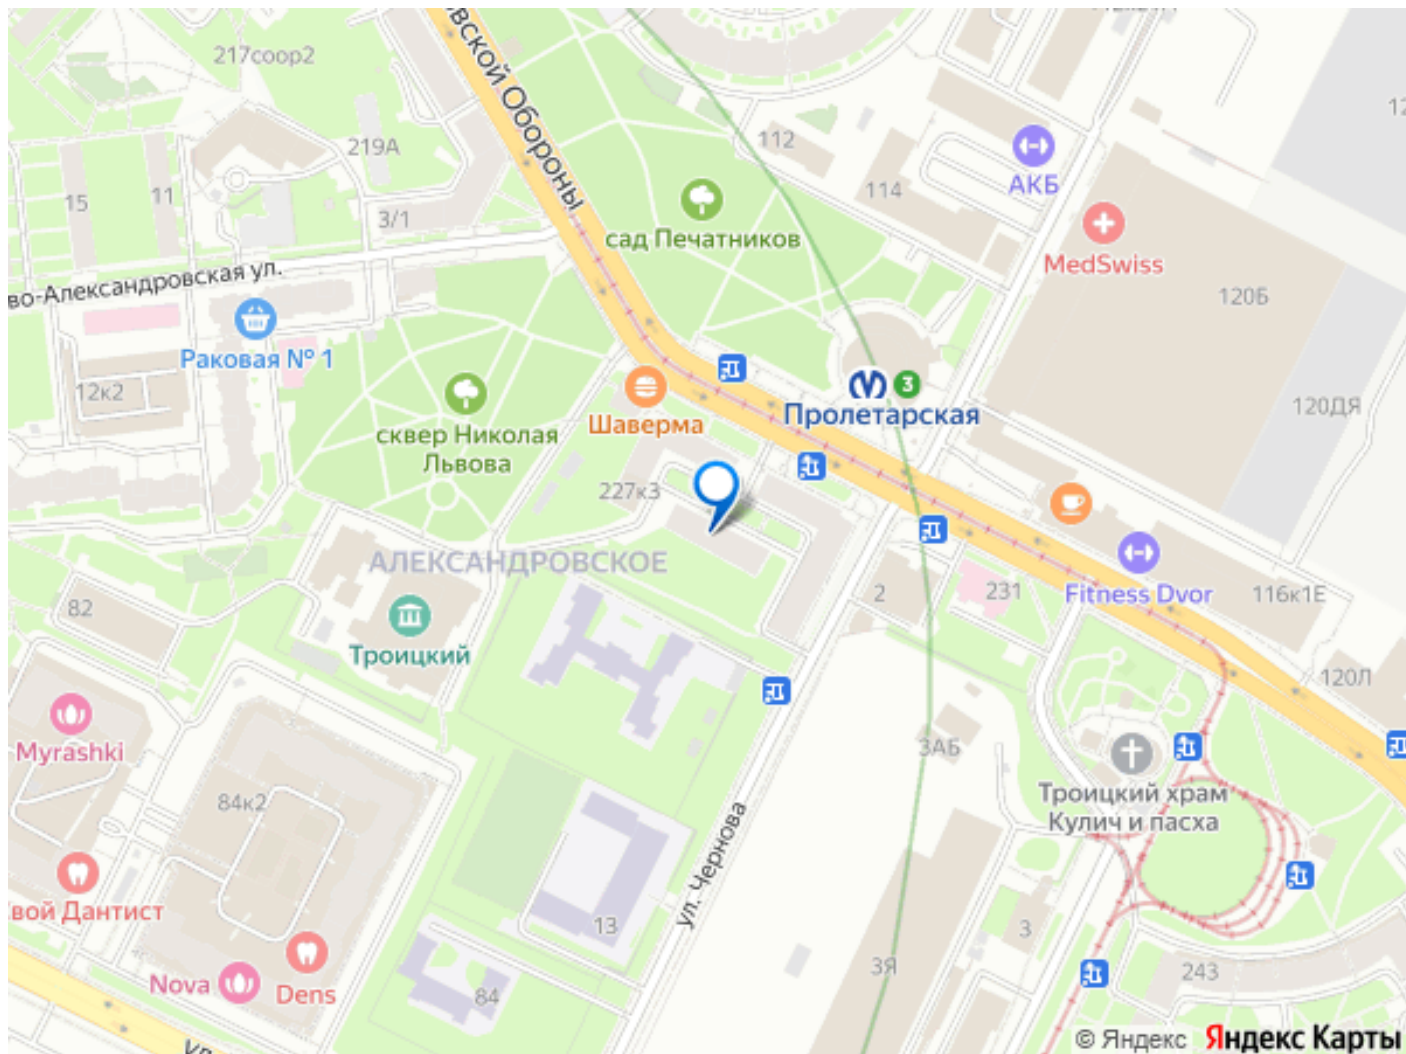 217соор2
вской Обороны
112
219А
АКБ
114
15
11
3/1
сад Печатников
MedSwiss
во-Александровская ул.
120Б
Раковая № 1
12к2
3
Пролетарская
120ДЯ
Шаверма
сквер Николая
Львова
227к3
АЛЕКСАНДРОВСКОЕ
2
231
Fitness Dvor
116к1Е
82
Троицкий
120Л
Myrashki
3АБ
Троицкий храм
Кулич и пасха
84к2
ул. Чернова
вой Дантист
13
3
3Я
243
Nova
Dens
84
© Яндекс Яндекс Карты